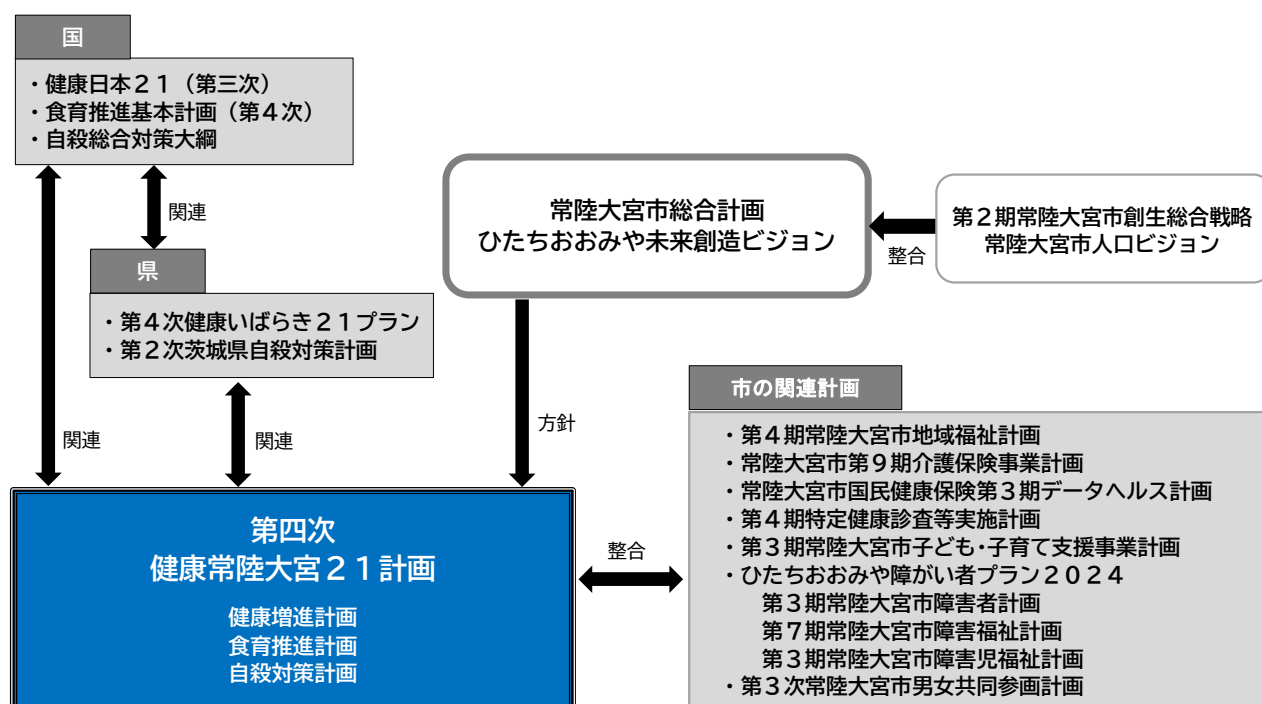 国
・健康日本２１（第三次）
・食育推進基本計画（第４次）
・自殺総合対策大綱
関連
県
・第４次健康いばらき２１プラン
・第２次茨城県自殺対策計画
関連
関連
常陸大宮市総合計画
ひたちおおみや未来創造ビジョン
整合
第２期常陸大宮市創生総合戦略
常陸大宮市人口ビジョン
方針
第四次
健康常陸大宮２１計画
健康増進計画
食育推進計画
自殺対策計画
整合
市の関連計画
・第４期常陸大宮市地域福祉計画
・常陸大宮市第９期介護保険事業計画
・常陸大宮市国民健康保険第３期データヘルス計画
・第４期特定健康診査等実施計画
・第３期常陸大宮市子ども・子育て支援事業計画
・ひたちおおみや障がい者プラン２０２４
第３期常陸大宮市障害者計画
第７期常陸大宮市障害福祉計画
第３期常陸大宮市障害児福祉計画
・第３次常陸大宮市男女共同参画計画